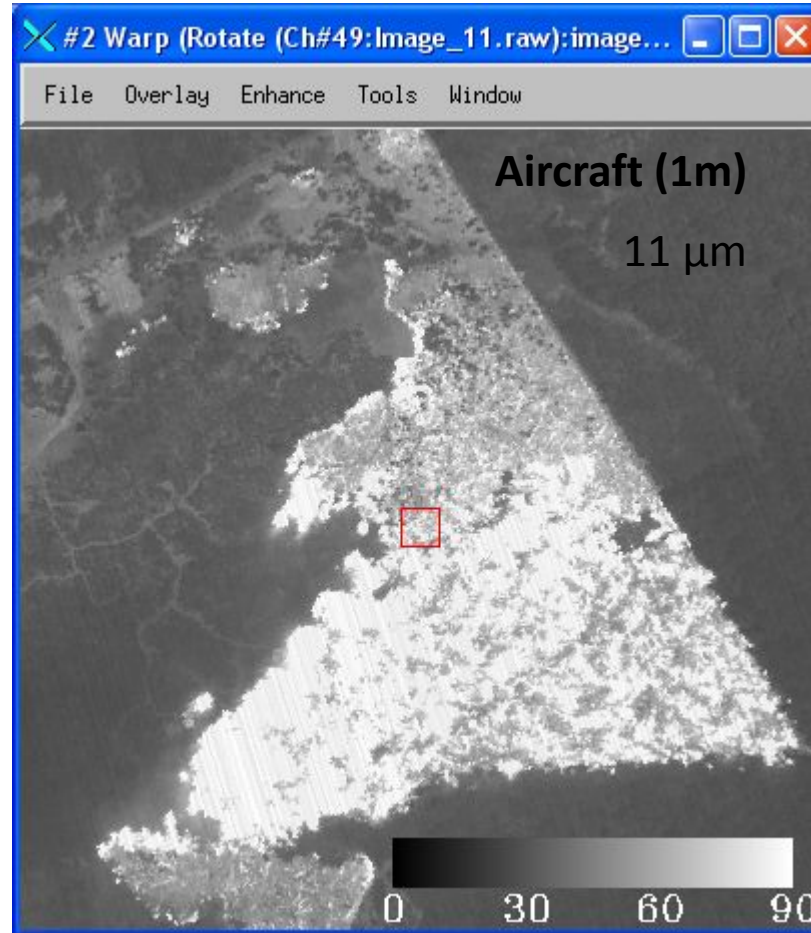 #2 Warp (Rotate (Ch#49:Image_11.raw):image...
File Overlay Enhance Tools Window
Aircraft (1m)
11 μm
0 30 60 90